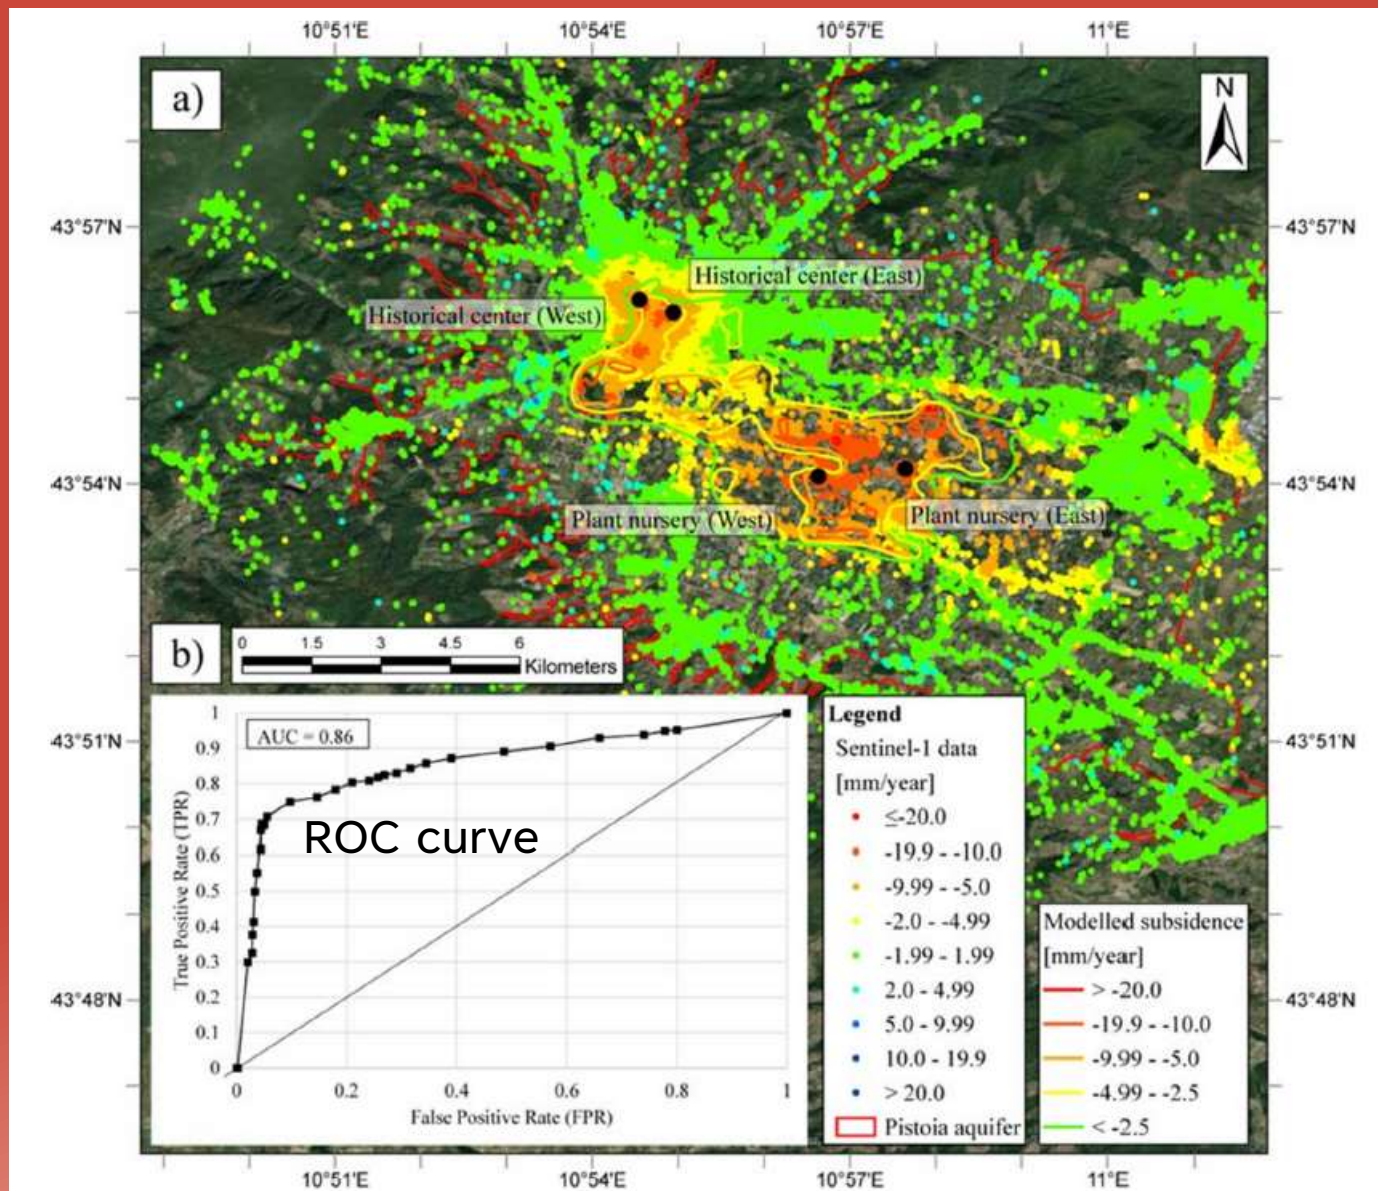 10°51'E 10°54'E 10°57'E 11°E
a)
N
43°57'N 43°57'N
Historical center (East)
Historical center (West)
43°54'N 43°54'N
Plant nursery (West) Plant nursery (East)
b)
0 1.5 3 4.5 6
Kilometers
43°51'N 43°51'N
43°48'N 43°48'N
AUC = 0.86
ROC curve
True Positive Rate (TPR)
1
0.9
0.8
0.7
0.6
0.5
0.4
0.3
0.2
0.1
0
0 0.2 0.4 0.6 0.8 1
False Positive Rate (FPR)
Legend
Sentinel-1 data
[mm/year]
≤-20.0
-19.9 - -10.0
-9.99 - -5.0
-2.0 - -4.99
-1.99 - 1.99
2.0 - 4.99
5.0 - 9.99
10.0 - 19.9
> 20.0
Pistoia aquifer
Modelled subsidence
[mm/year]
> -20.0
-19.9 - -10.0
-9.99 - -5.0
-4.99 - -2.5
< -2.5
10°51'E 10°54'E 10°57'E 11°E